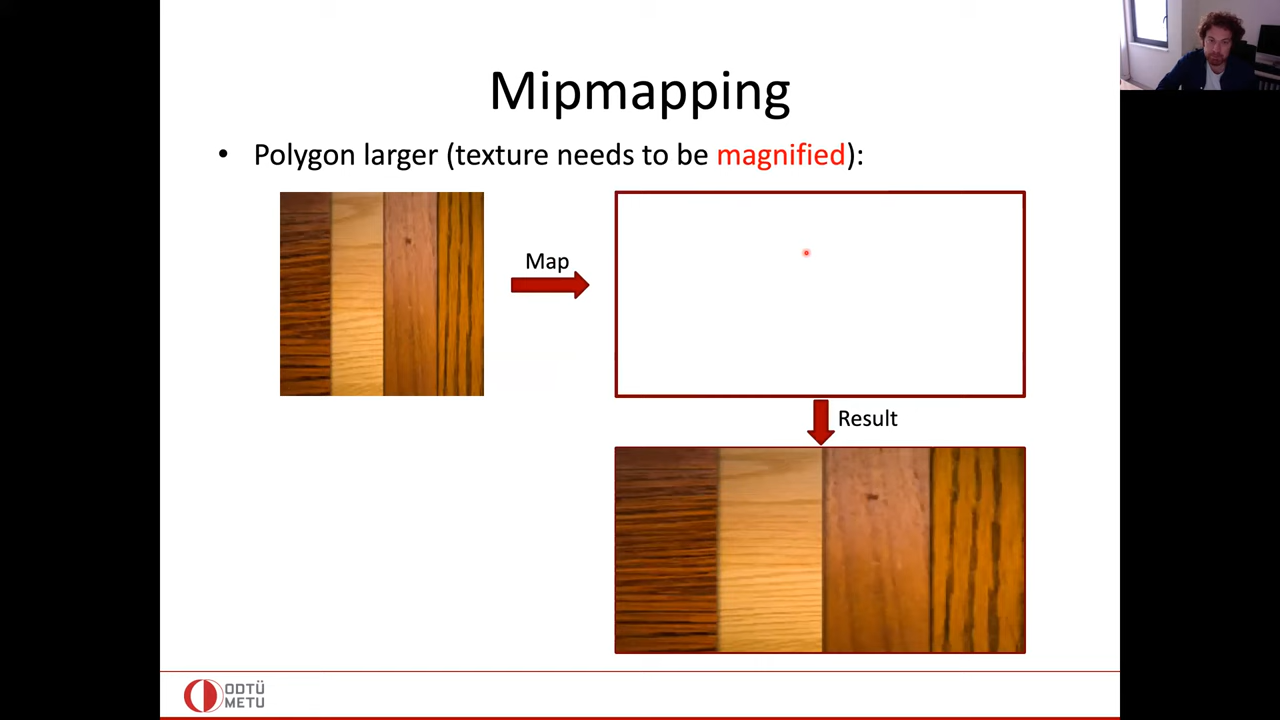 Mipmapping
• Polygon larger (texture needs to be magnified):
Map
Result
ODTÜ
METU